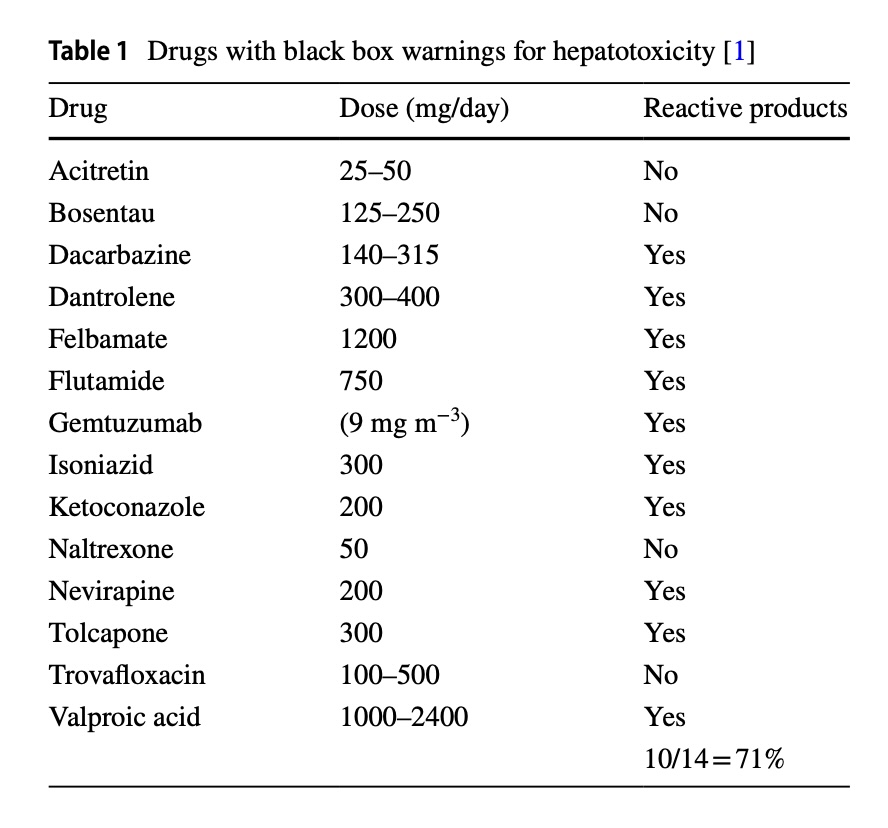 Table 1 Drugs with black box warnings for hepatotoxicity [1]
Drug Dose (mg/day) Reactive products
Acitretin 25–50 No
Bosentau 125–250 No
Dacarbazine 140–315 Yes
Dantrolene 300–400 Yes
Felbamate 1200 Yes
Flutamide 750 Yes
Gemtuzumab (9 mg m⁻³) Yes
Isoniazid 300 Yes
Ketoconazole 200 Yes
Naltrexone 50 No
Nevirapine 200 Yes
Tolcapone 300 Yes
Trovafloxacin 100–500 No
Valproic acid 1000–2400 Yes
10/14=71%